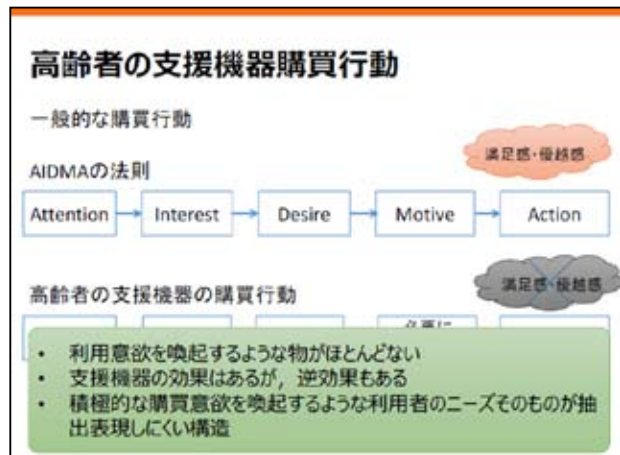 高齢者の支援機器購買行動
一般的な購買行動
満足感・優越感
AIDMAの法則
Attention
Interest
Desire
Motive
Action
満足感・優越感
高齢者の支援機器の購買行動
• 利用意欲を喚起するような物がほとんどない
• 支援機器の効果はあるが，逆効果もある
• 積極的な購買意欲を喚起するような利用者のニーズそのものが抽
出表現しにくい構造